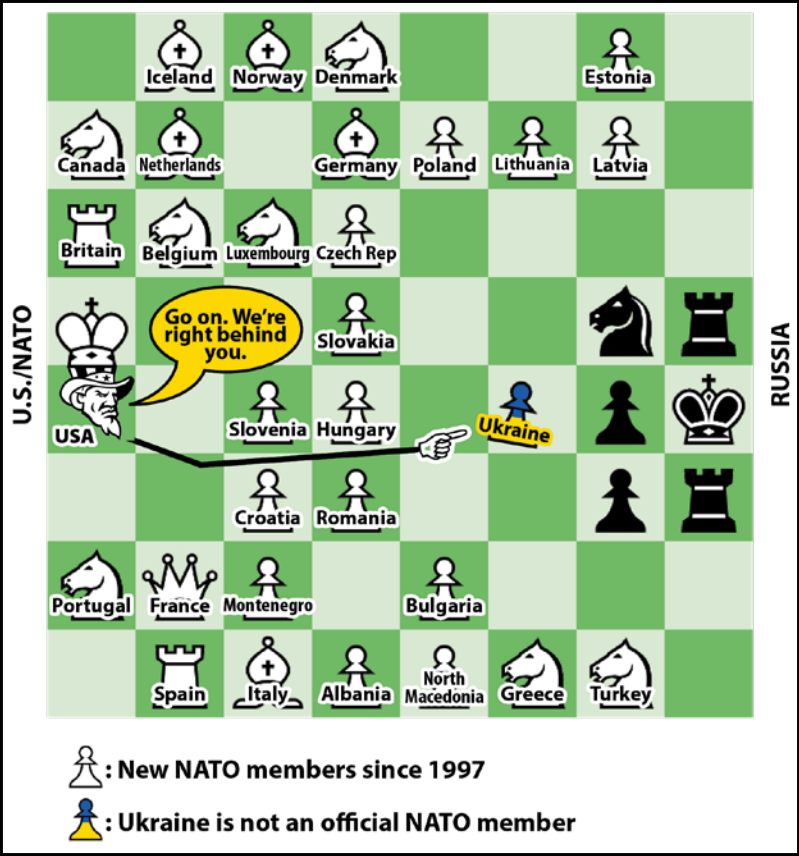 Iceland Norway Denmark Estonia
Canada Netherlands Germany Poland Lithuania Latvia
Britain Belgium Luxembourg Czech Rep
U.S./NATO
Go on. We're
right behind
you.
Slovakia
RUSSIA
USA Slovenia Hungary Ukraine
Croatia Romania
Portugal France Montenegro Bulgaria
Spain Italy Albania North
Macedonia Greece Turkey
: New NATO members since 1997
: Ukraine is not an official NATO member